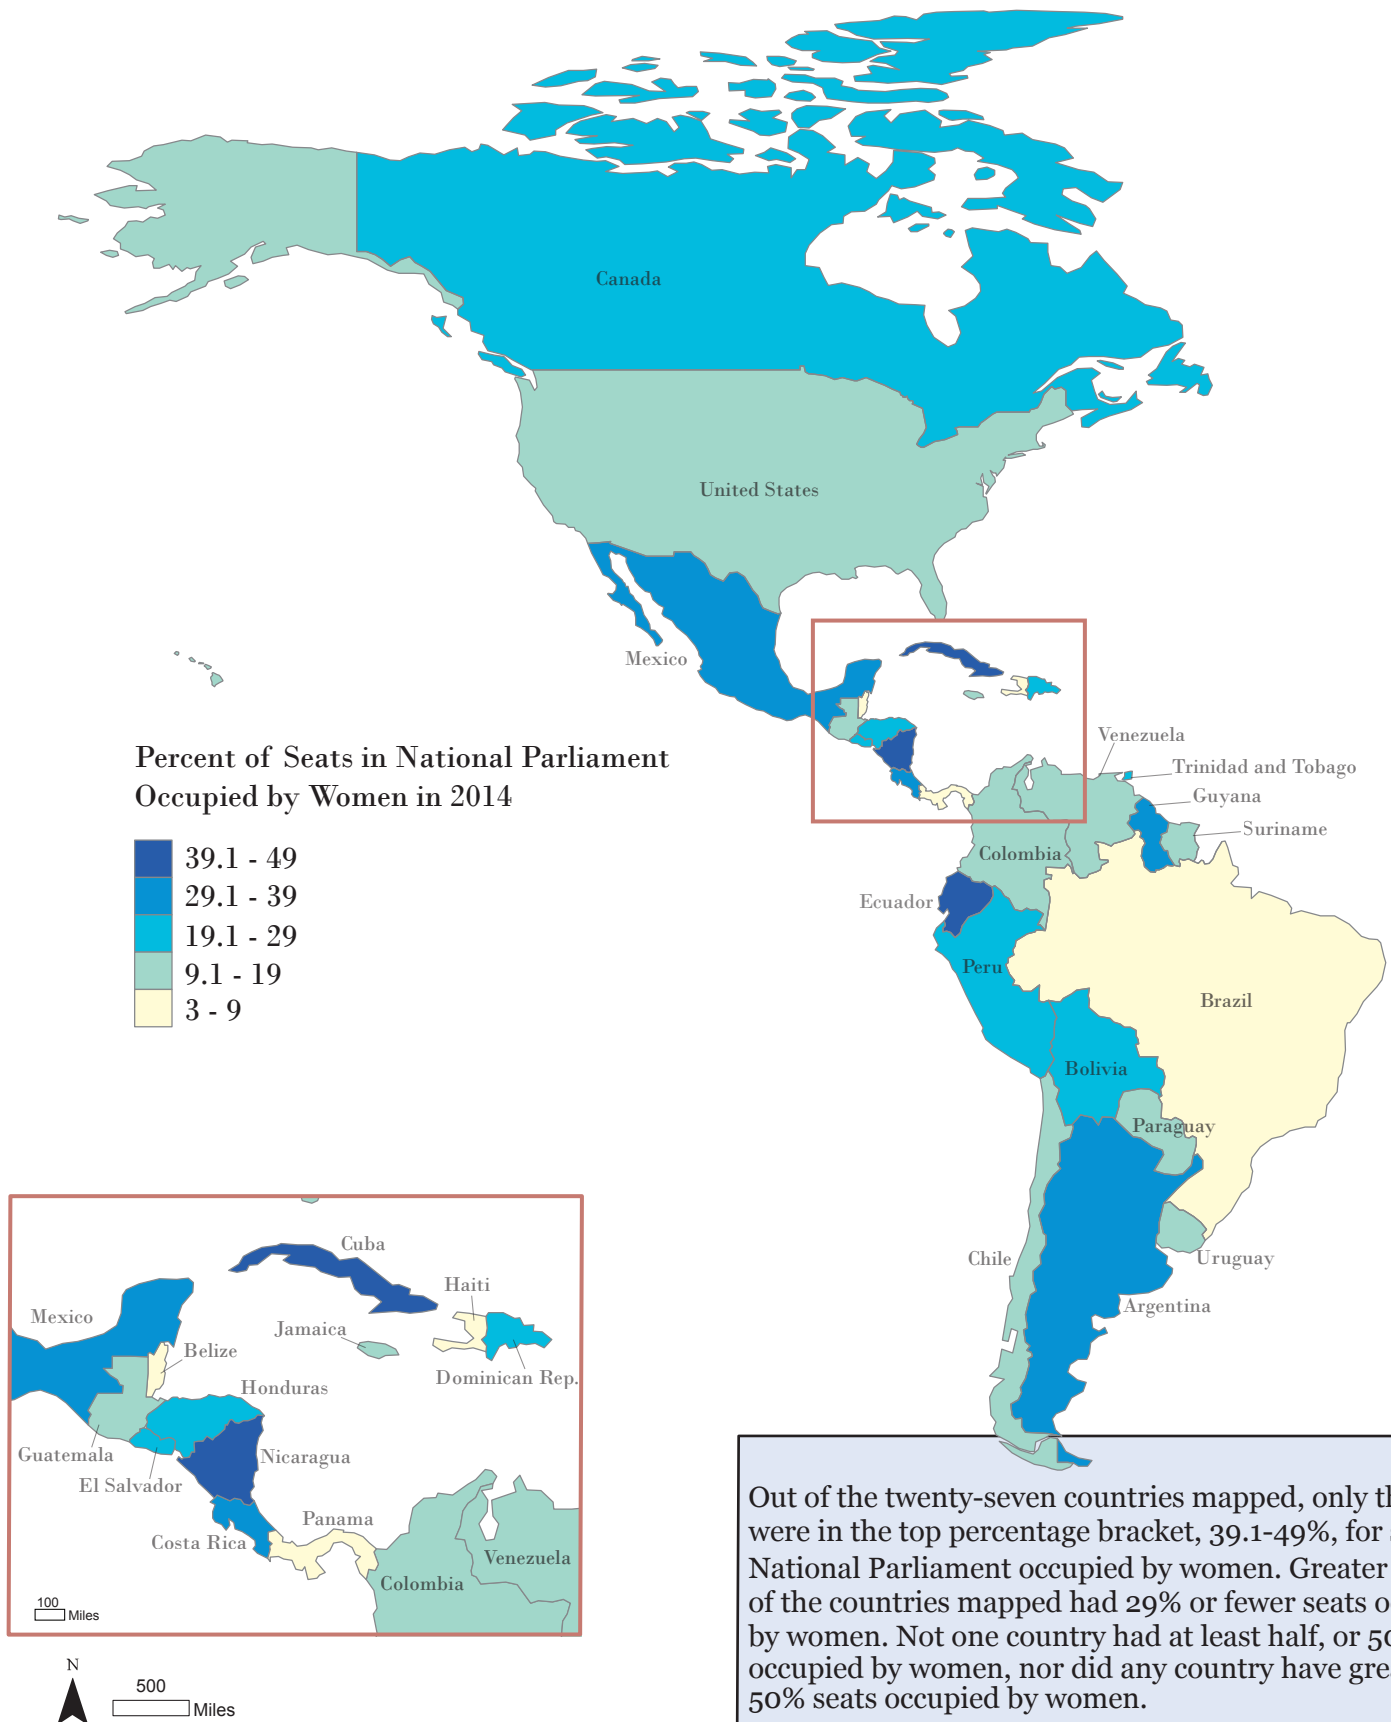 Canada
United States
Mexico
Venezuela
Trinidad and Tobago
Guyana
Suriname
Colombia
Ecuador
Peru
Brazil
Bolivia
Paraguay
Chile
Uruguay
Argentina
Percent of Seats in National Parliament
Occupied by Women in 2014
39.1 - 49
29.1 - 39
19.1 - 29
9.1 - 19
3 - 9
Cuba
Haiti
Mexico
Jamaica
Belize
Dominican Rep.
Honduras
Guatemala
Nicaragua
El Salvador
Panama
Costa Rica
Venezuela
Colombia
100
Miles
N
500
Miles
Out of the twenty-seven countries mapped, only
were in the top percentage bracket, 39.1-49%, for
National Parliament occupied by women. Greater
of the countries mapped had 29% or fewer seats
by women. Not one country had at least half, or
occupied by women, nor did any country have
50% seats occupied by women.